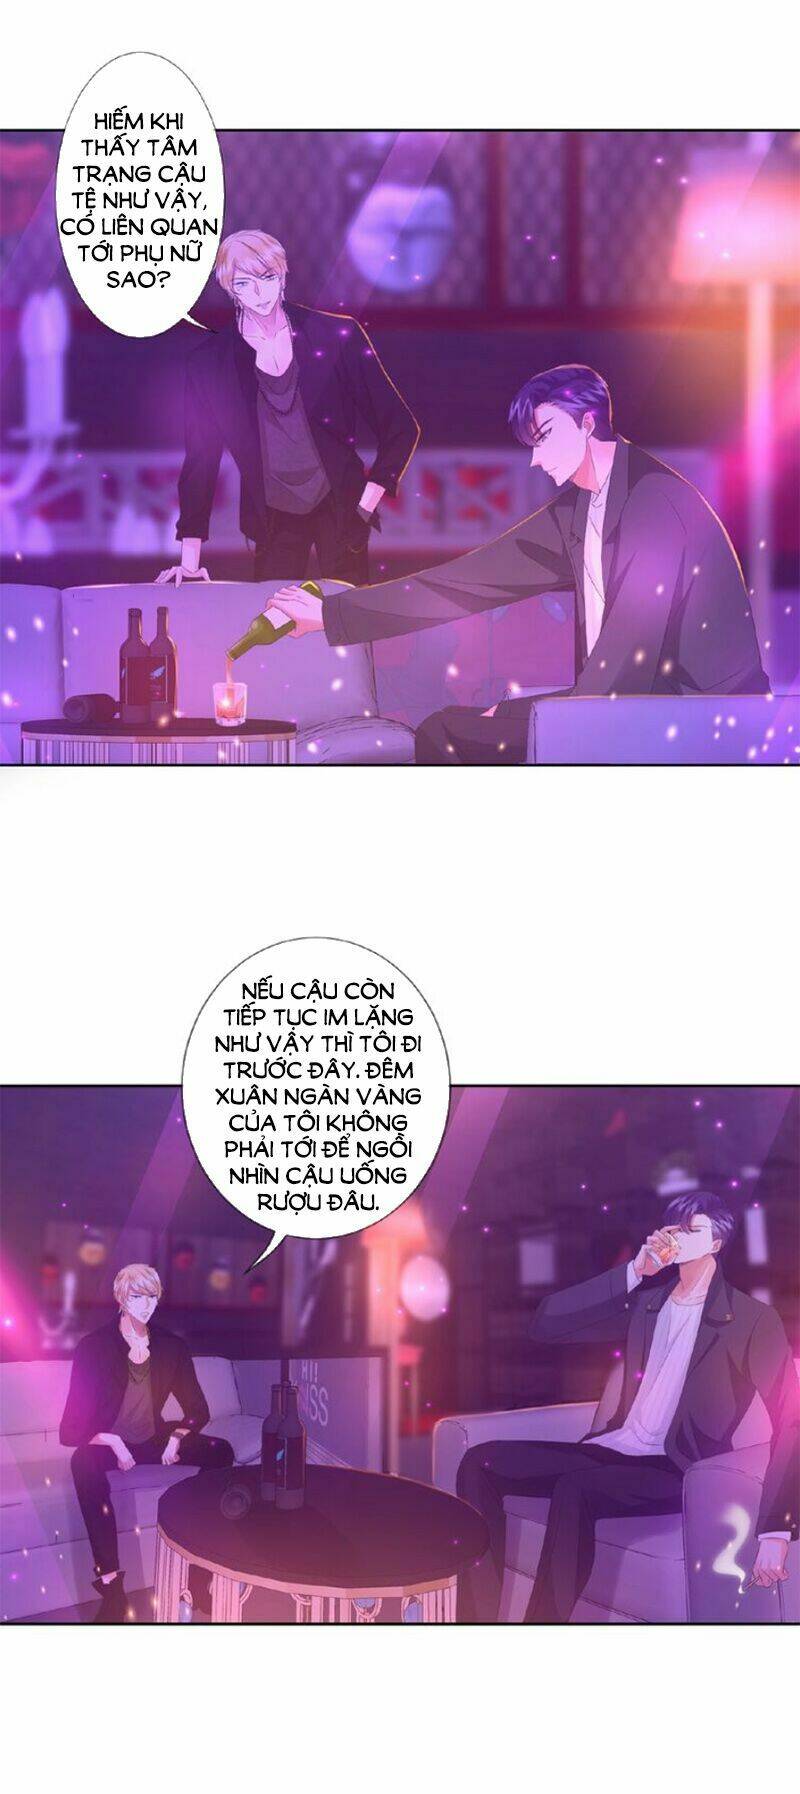 HIẾM KHI
THẤY TÂM
TRẠNG CẬU
TỆ NHƯ VẬY,
CÓ LIÊN QUAN
TỚI PHỤ NỮ
SAO?
NẾU CẬU CÒN
TIẾP TỤC IM LẶNG
NHƯ VẬY THÌ TÔI ĐI
TRƯỚC ĐÂY. ĐÊM
XUÂN NGÀN VÀNG
CỦA TÔI KHÔNG
PHẢI TỚI ĐỂ NGỒI
NHÌN CẬU UỐNG
RƯỢU ĐÂU.